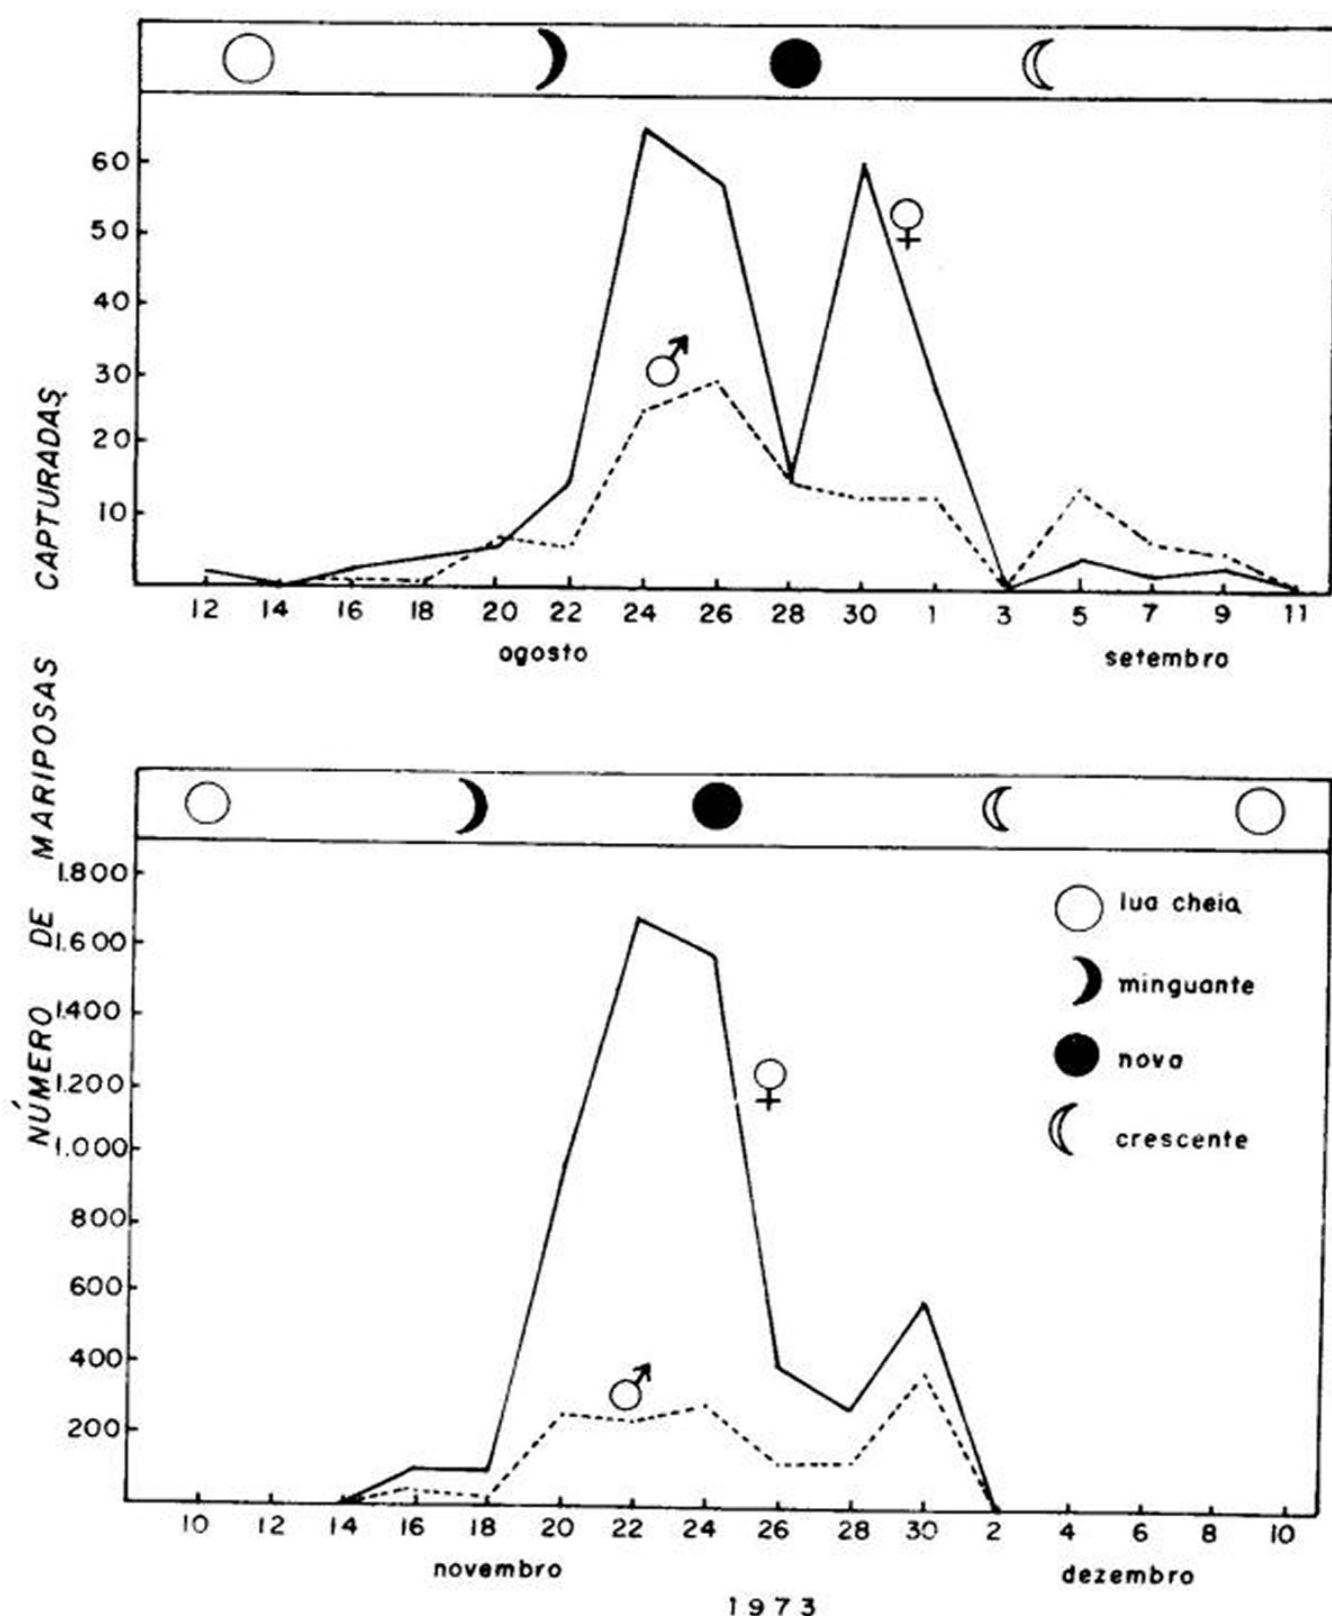 60
50
40
30
20
10
12 14 16 18 20 22 24 26 28 30 1 3 5 7 9 11
agosto setembro
NÚMERO DE MARIPOSAS CAPTURADAS
1.800
1.600
1.400
1.200
1.000
800
600
400
200
lua cheia
minguante
nova
crescente
10 12 14 16 18 20 22 24 26 28 30 2 4 6 8 10
novembro dezembro
1973